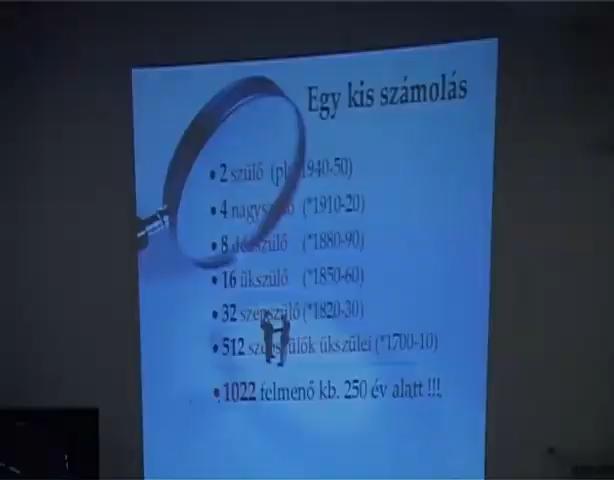 Egy kis számolás
• 2 szülő (pl. *1940-50)
• 4 nagyszülő (*1910-20)
• 8 dédszülő (*1880-90)
• 16 ükszülő (*1850-60)
• 32 szépszülő (*1820-30)
• 512 szépszülők ükszülei (*1700-10)
• 1022 felmenő kb. 250 év alatt !!!